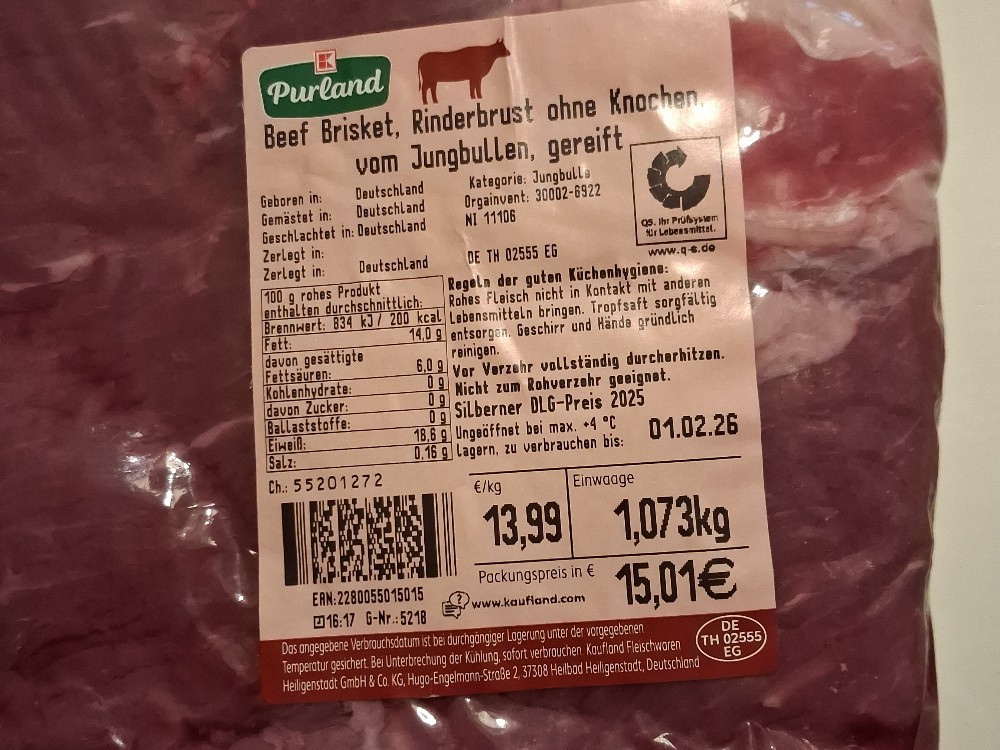 K
Purland
Beef Brisket, Rinderbrust ohne Knochen,
vom Jungbullen, gereift
Geboren in: Deutschland
Gemästet in: Deutschland
Geschlachtet in: Deutschland
Zerlegt in:
Zerlegt in: Deutschland
Kategorie: Jungbulle
Orgainvent: 30002-6922
NI 11106
DE TH 02555 EG
QS. Ihr Prüfsystem
für Lebensmittel.
www.q-s.de
100 g rohes Produkt
enthalten durchschnittlich:
Brennwert: 834 kJ/ 200 kcal
Fett: 14,0 g
davon gesättigte
Fettsäuren: 6,0 g
Kohlenhydrate: 0 g
davon Zucker: 0 g
Ballaststoffe: 0 g
Eiweiß: 18,6 g
Salz: 0,16 g
Regeln der guten Küchenhygiene:
Rohes Fleisch nicht in Kontakt mit anderen
Lebensmitteln bringen. Tropfsaft sorgfältig
entsorgen. Geschirr und Hände gründlich
reinigen.
Vor Verzehr vollständig durcherhitzen.
Nicht zum Rohverzehr geeignet.
Silberner DLG-Preis 2025
Ungeöffnet bei max. +4 °C
lagern, zu verbrauchen bis: 01.02.26
Ch.: 55201272
€/kg
13,99
Einwaage
1,073kg
Packungspreis in €
15,01€
EAN:2280055015015
16:17 G-Nr.:5218
www.kaufland.com
Das angegebene Verbrauchsdatum ist bei durchgängiger Lagerung unter der vorgegebenen
Temperatur gesichert. Bei Unterbrechung der Kühlung, sofort verbrauchen. Kaufland Fleischwaren
Heiligenstadt GmbH & Co. KG, Hugo-Engelmann-Straße 2, 37308 Heilbad Heiligenstadt, Deutschland
DE
TH 02555
EG